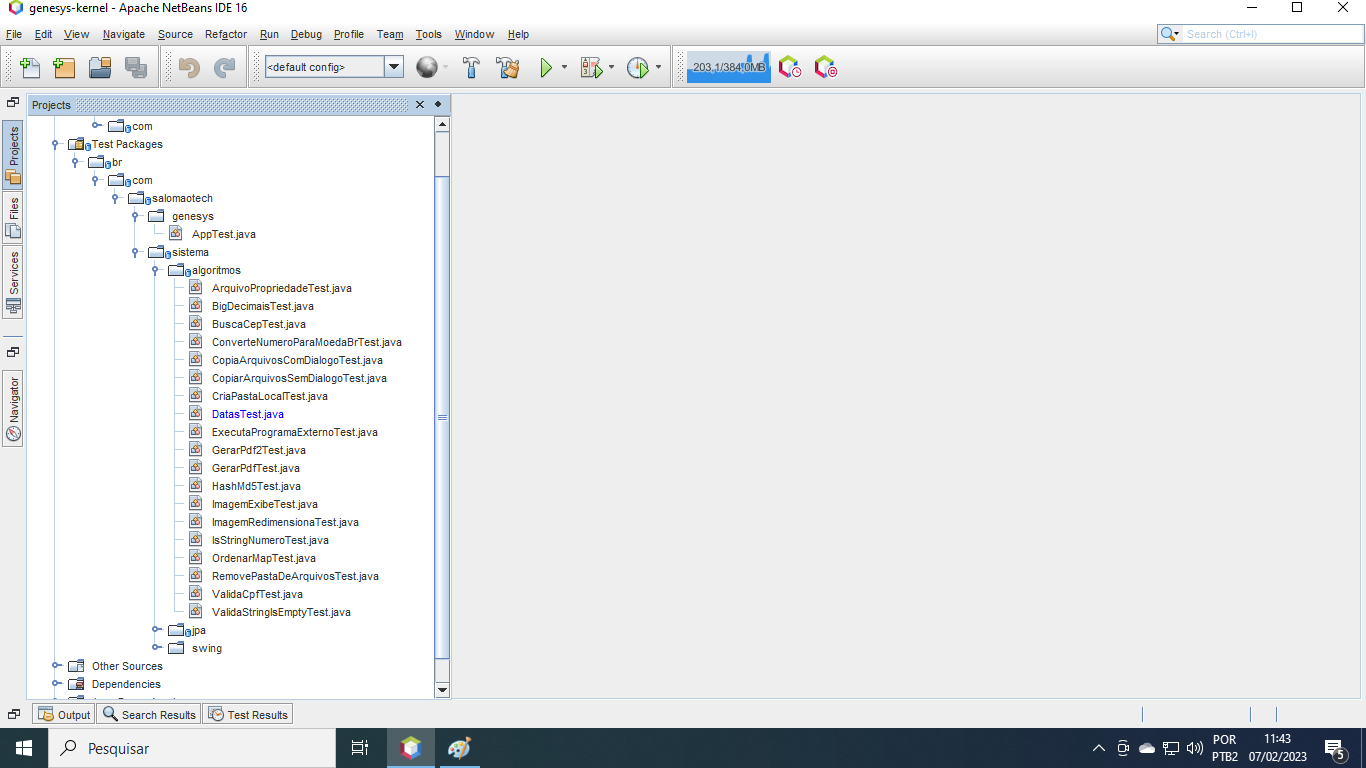 genesys-kernel - Apache NetBeans IDE 16
File Edit View Navigate Source Refactor Run Debug Profile Team Tools Window Help
Search (Ctrl+I)
<default config>
203,1/384,0MB
Projects
Projects
Files
Services
Navigator
com
Test Packages
br
com
salomaotech
genesys
AppTest.java
sistema
algoritmos
ArquivoPropriedadeTest.java
BigDecimaisTest.java
BuscaCepTest.java
ConverteNumeroParaMoedaBrTest.java
CopiaArquivosComDialogoTest.java
CopiarArquivosSemDialogoTest.java
CriaPastaLocalTest.java
DatasTest.java
ExecutaProgramaExternoTest.java
GerarPdf2Test.java
GerarPdfTest.java
HashMd5Test.java
ImagemExibeTest.java
ImagemRedimensionaTest.java
IsStringNumeroTest.java
OrdenarMapTest.java
RemovePastaDeArquivosTest.java
ValidaCpfTest.java
ValidaStringIsEmptyTest.java
jpa
swing
Other Sources
Dependencies
Output Search Results Test Results
Pesquisar
POR 11:43
PTB2 07/02/2023
5